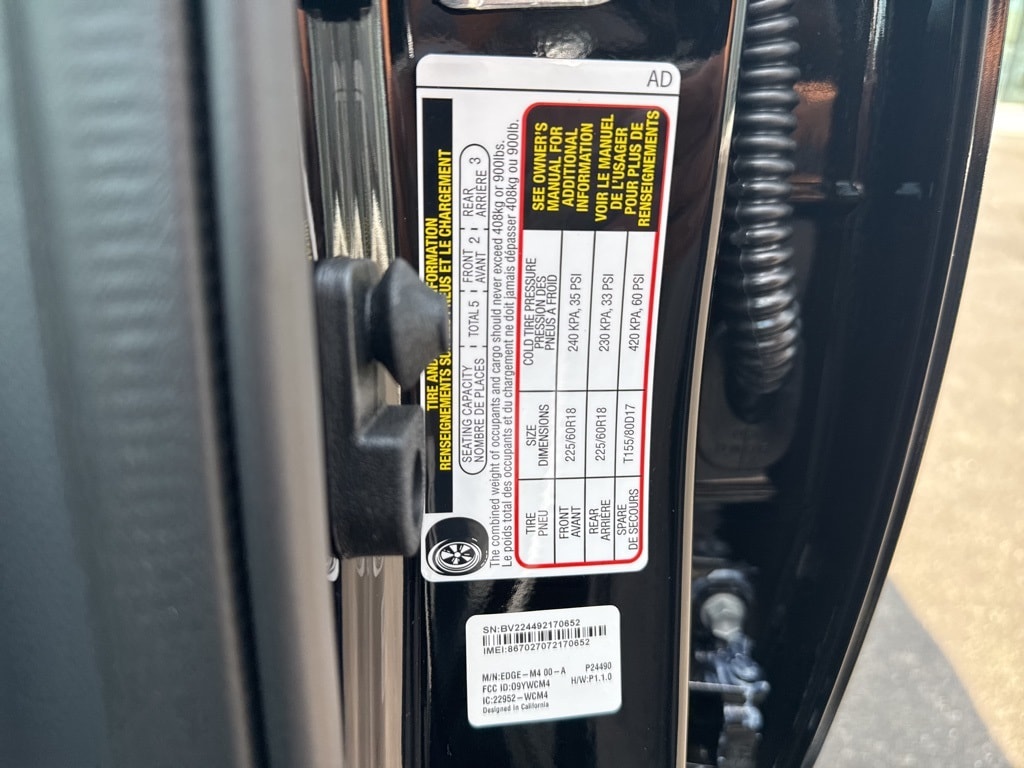 AD
TIRE AND FORMATION
RENSEIGNEMENTS PNEUS ET LE CHARGEMENT
SEATING CAPACITY TOTAL 5 FRONT 2 REAR 3
NOMBRE DE PLACES AVANT ARRIÈRE
The combined weight of occupants and cargo should never exceed 408kg or 900lbs.
Le poids total des occupants et du chargement ne doit jamais dépasser 408kg ou 900lb.
TIRE SIZE COLD TIRE PRESSURE
PNEU DIMENSIONS PRESSION DES
PNEUS A FROID
FRONT 225/60R18 240 KPA, 35 PSI
AVANT
REAR 225/60R18 230 KPA, 33 PSI
ARRIÈRE
SPARE T155/80D17 420 KPA, 60 PSI
DE SECOURS
SEE OWNER'S
MANUAL FOR
ADDITIONAL
INFORMATION
VOIR LE MANUEL
DE L'USAGER
POUR PLUS DE
RENSEIGNEMENTS
SN:BV224492170652
IMEI:867027072170652
M/N:EDGE-M4 00-A P24490
FCC ID:09YWCM4 H/W:P1.1.0
IC:22952-WCM4
Designed in California